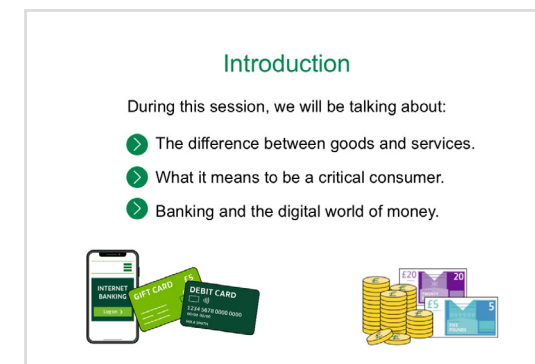 Introduction
During this session, we will be talking about:
The difference between goods and services.
What it means to be a critical consumer.
Banking and the digital world of money.
INTERNET
BANKING
Log on
GIFT CARD
£5
DEBIT CARD
1234 5678 0000 0000
£20
20
£5
5
FIVE
POUNDS